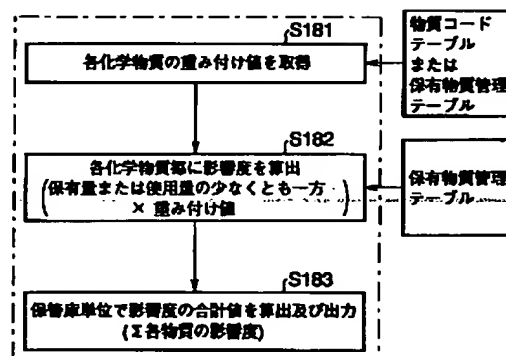 S181
各化学物質の重み付け値を取得
物質コード
テーブル
または
保有物質管理
テーブル
S182
各化学物質毎に影響度を算出
(保有量または使用量の少なくとも一方
× 重み付け値)
保有物質管理
テーブル
S183
保管庫単位で影響度の合計値を算出及び出力
(Σ各物質の影響度)